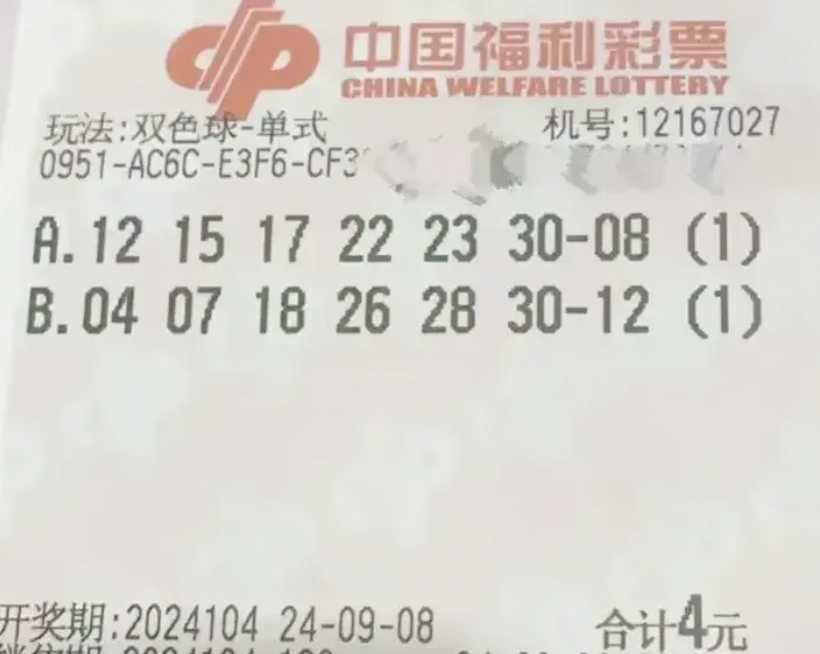 中国福利彩票
CHINA WELFARE LOTTERY
玩法:双色球-单式 机号:12167027
0951-AC6C-E3F6-CF3
A.12 15 17 22 23 30-08 (1)
B.04 07 18 26 28 30-12 (1)
开奖期:2024104 24-09-08 合计4元